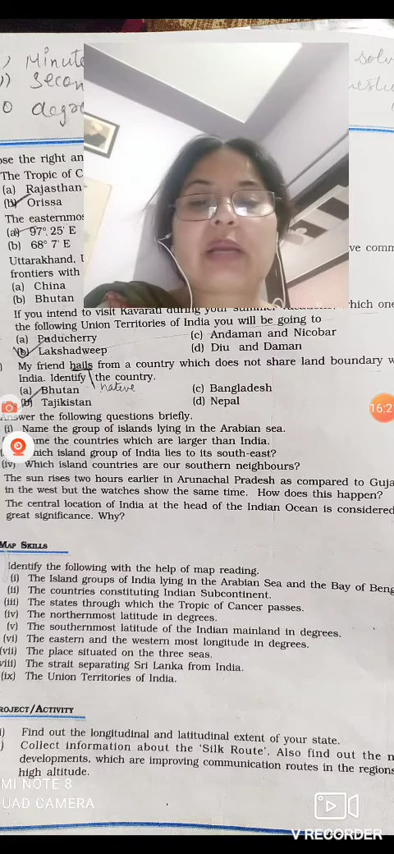 , Minute
solv
)) Secon
estio
0 degre
ose the right an
The Tropic of C
(a) Rajasthan
(b) Orissa
The easternmos
(a) 97° 25' E
(b) 68° 7' E
ve comm
Uttarakhand, U
frontiers with
(a) China
(b) Bhutan
If you intend to visit Kavarati during your summer hich one
the following Union Territories of India you will be going to
(a) Puducherry (c) Andaman and Nicobar
(b) Lakshadweep (d) Diu and Daman
) My friend hails from a country which does not share land boundary w
India. Identify the country.
native
(a) Bhutan (c) Bangladesh
(b) Tajikistan (d) Nepal
16:2
nswer the following questions briefly.
(i) Name the group of islands lying in the Arabian sea.
me the countries which are larger than India.
hich island group of India lies to its south-east?
(iv) Which island countries are our southern neighbours?
The sun rises two hours earlier in Arunachal Pradesh as compared to Guja
in the west but the watches show the same time. How does this happen?
The central location of India at the head of the Indian Ocean is considered
great significance. Why?
MAP SKILLS
Identify the following with the help of map reading.
(i) The Island groups of India lying in the Arabian Sea and the Bay of Beng
(ii) The countries constituting Indian Subcontinent.
(iii) The states through which the Tropic of Cancer passes.
(iv) The northernmost latitude in degrees.
(v) The southernmost latitude of the Indian mainland in degrees.
(vi) The eastern and the western most longitude in degrees.
(vii) The place situated on the three seas.
viii) The strait separating Sri Lanka from India.
(ix) The Union Territories of India.
ROJECT/ACTIVITY
i) Find out the longitudinal and latitudinal extent of your state.
) Collect information about the 'Silk Route'. Also find out the n
developments, which are improving communication routes in the regions
high altitude.
MI NOTE 8
UAD CAMERA
V RECORDER